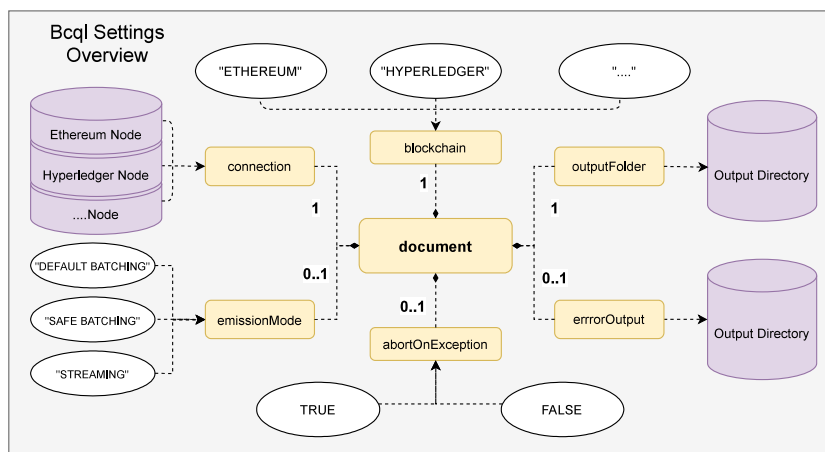 Bcql Settings
Overview
"ETHEREUM"
"HYPERLEDGER"
"...."
Ethereum Node
Hyperledger Node
....Node
connection
blockchain
outputFolder
Output Directory
1
1
1
document
0..1
0..1
0..1
"DEFAULT BATCHING"
"SAFE BATCHING"
"STREAMING"
emissionMode
abortOnException
errrorOutput
Output Directory
TRUE
FALSE